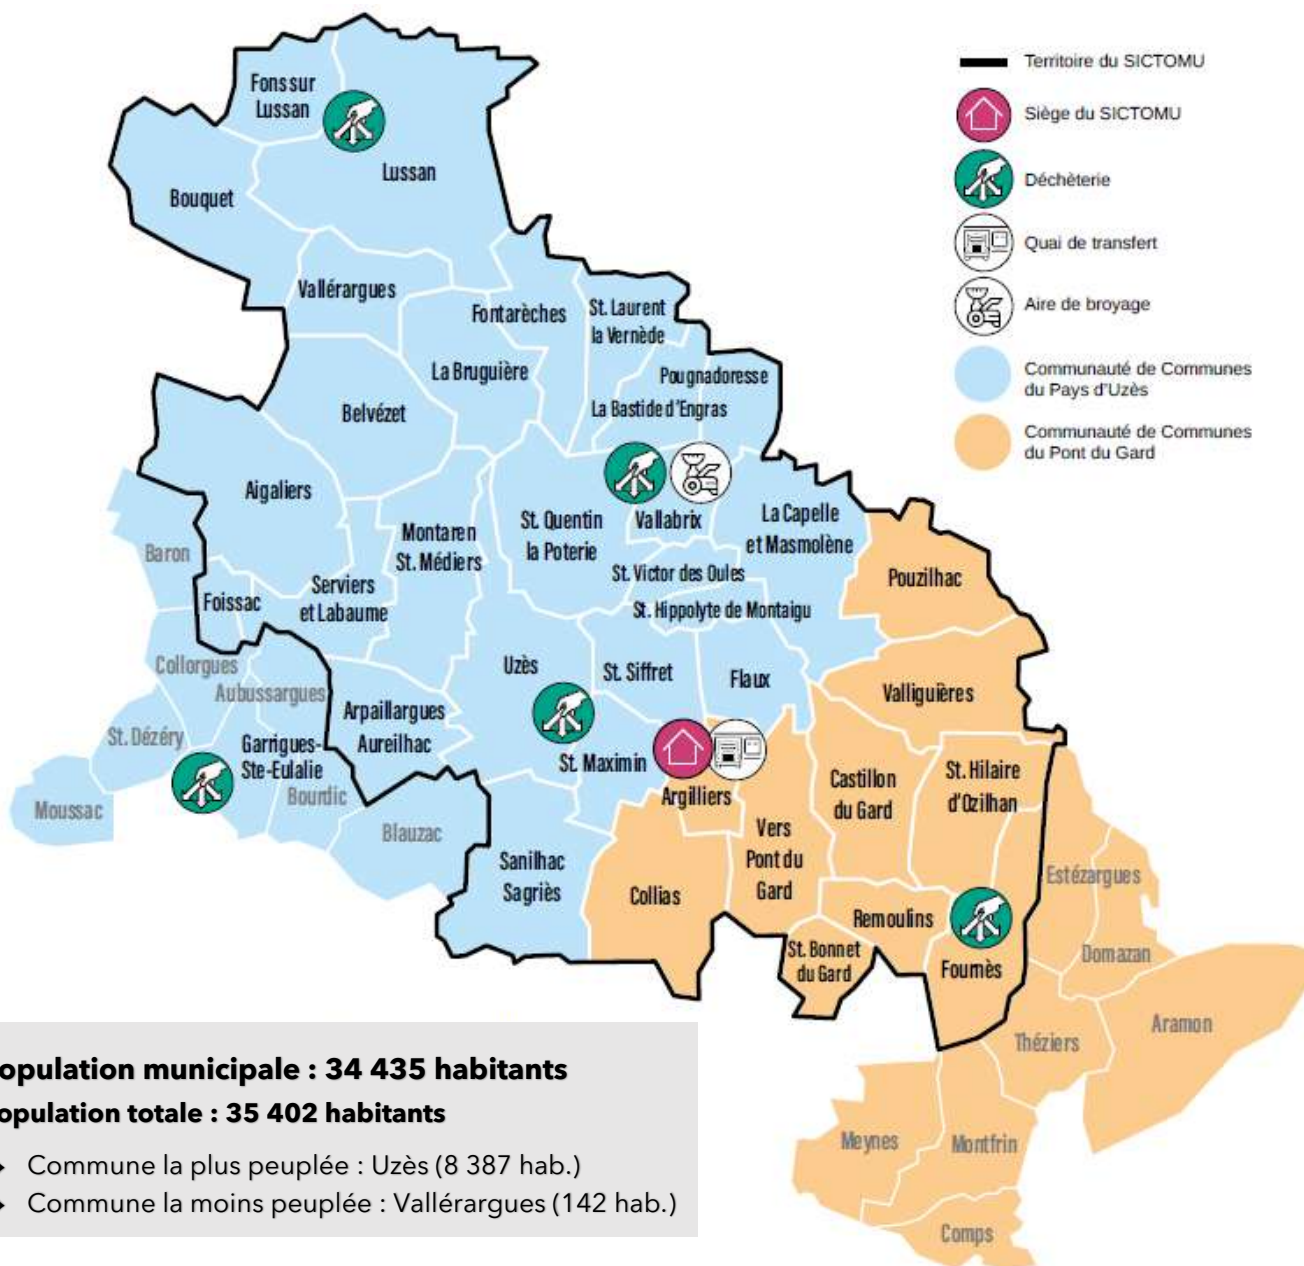 Fons sur
Lussan
Lussan
Bouquet
Vallérargues
Fontarèches
St. Laurent
la Vernède
La Bruguière
Pougnadoresse
La Bastide d'Engras
Belvézet
Aigaliers
Montaren
St. Médiers
St. Quentin
la Poterie
Vallabrix
La Capelle
et Masmolène
Baron
Foissac
Serviers
et Labaume
St. Victor des Oules
St. Hippolyte de Montaigu
Pouzilhac
Collorgues
Aubussargues
Uzès
St. Siffret
Flaux
Valliguières
Arpaillargues
Aureilhac
St. Dézéry
Garrigues-
Ste-Eulalie
Bourdic
Moussac
Blauzac
St. Maximin
Argilliers
Castillon
du Gard
St. Hilaire
d'Ozilhan
Vers
Pont du
Gard
Sanilhac
Sagriès
Collias
Remoulins
St. Bonnet
du Gard
Fournès
Estézargues
Domazan
Aramon
Théziers
Meynes
Montfrin
Comps
Territoire du SICTOMU
Siège du SICTOMU
Déchèterie
Quai de transfert
Aire de broyage
Communauté de Communes
du Pays d'Uzès
Communauté de Communes
du Pont du Gard
opulation municipale : 34 435 habitants
opulation totale : 35 402 habitants
Commune la plus peuplée : Uzès (8 387 hab.)
Commune la moins peuplée : Vallérargues (142 hab.)